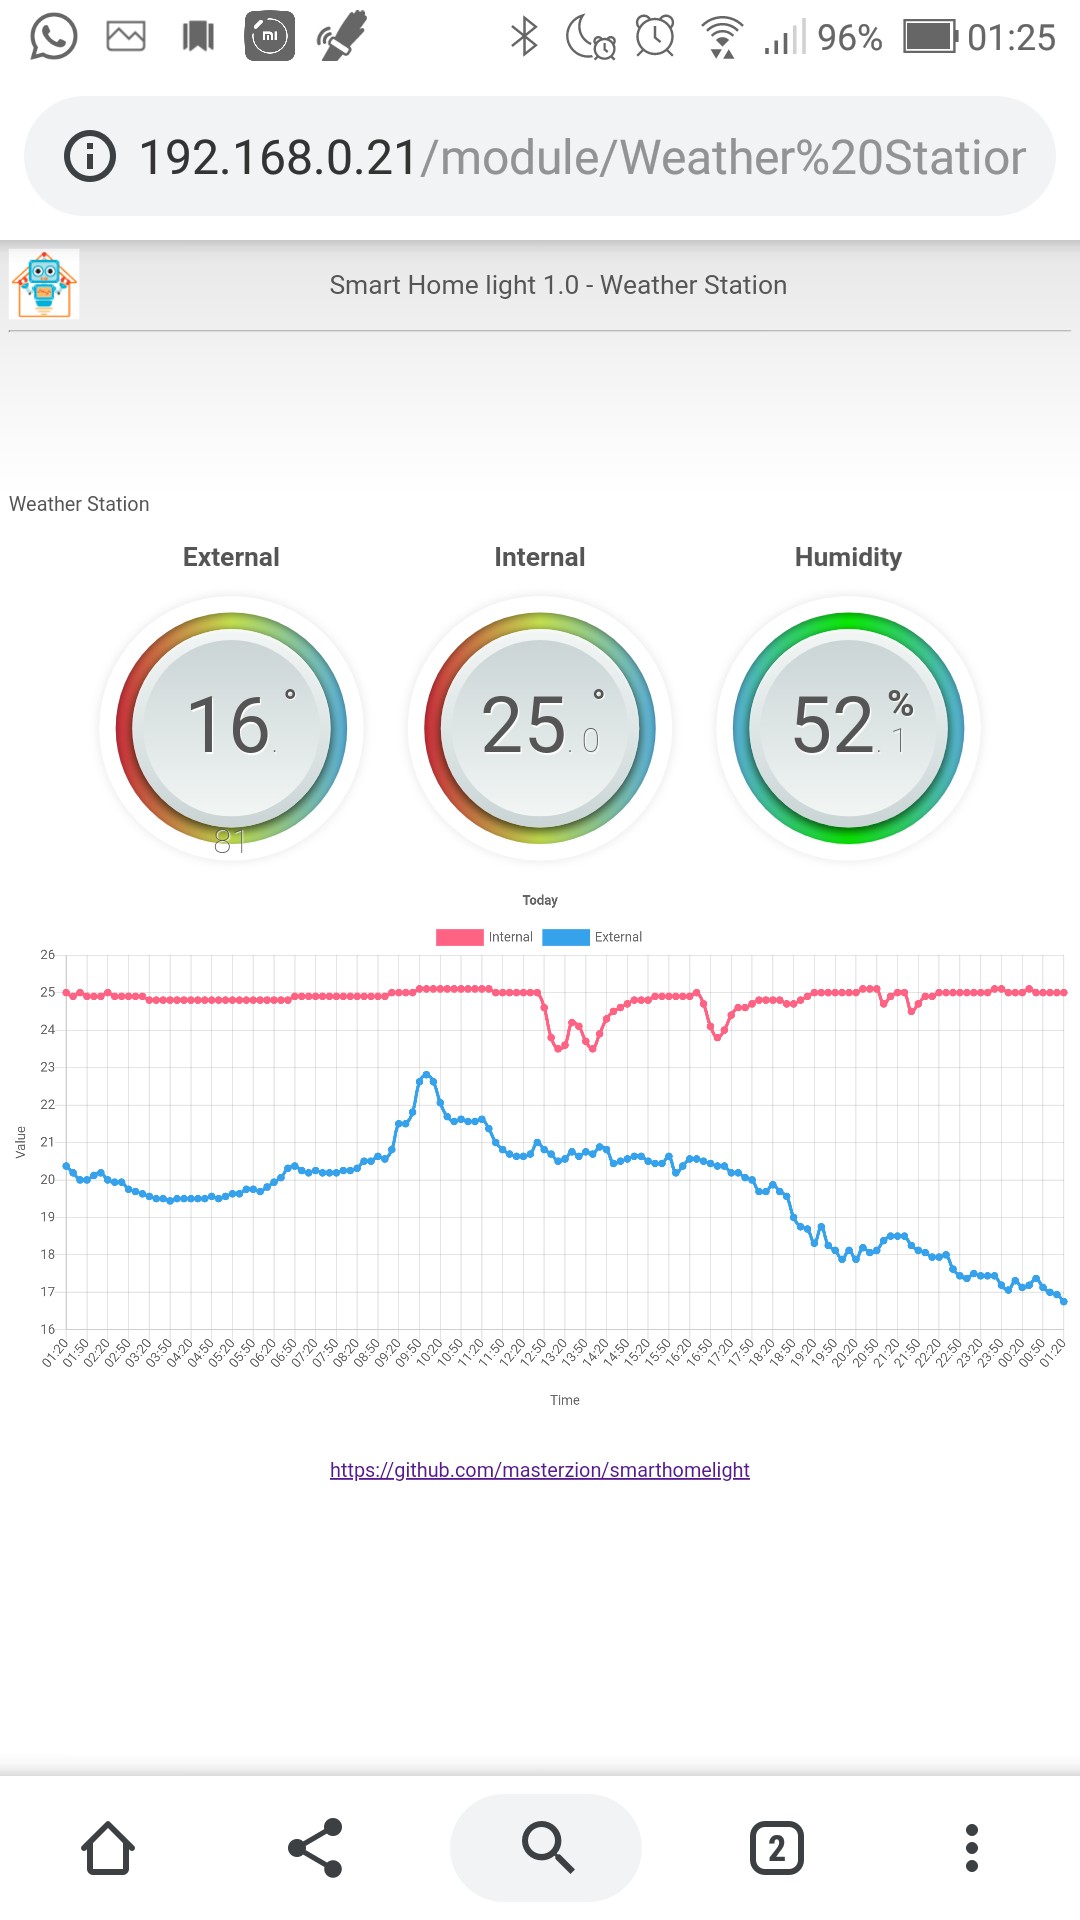 96% 01:25
192.168.0.21/module/Weather%20Station
Smart Home light 1.0 - Weather Station
Weather Station
External Internal Humidity
16. ° 25. 0 ° 52. 1 %
81
Today
Internal External
26
25
24
23
22
21
20
19
18
17
16
Value
01:20 01:50 02:20 02:50 03:20 03:50 04:20 04:50 05:20 05:50 06:20 06:50 07:20 07:50 08:20 08:50 09:20 09:50 10:20 10:50 11:20 11:50 12:20 12:50 13:20 13:50 14:20 14:50 15:20 15:50 16:20 16:50 17:20 17:50 18:20 18:50 19:20 19:50 20:20 20:50 21:20 21:50 22:20 22:50 23:20 23:50 00:20 00:50 01:20
Time
https://github.com/masterzion/smarthomelight
2